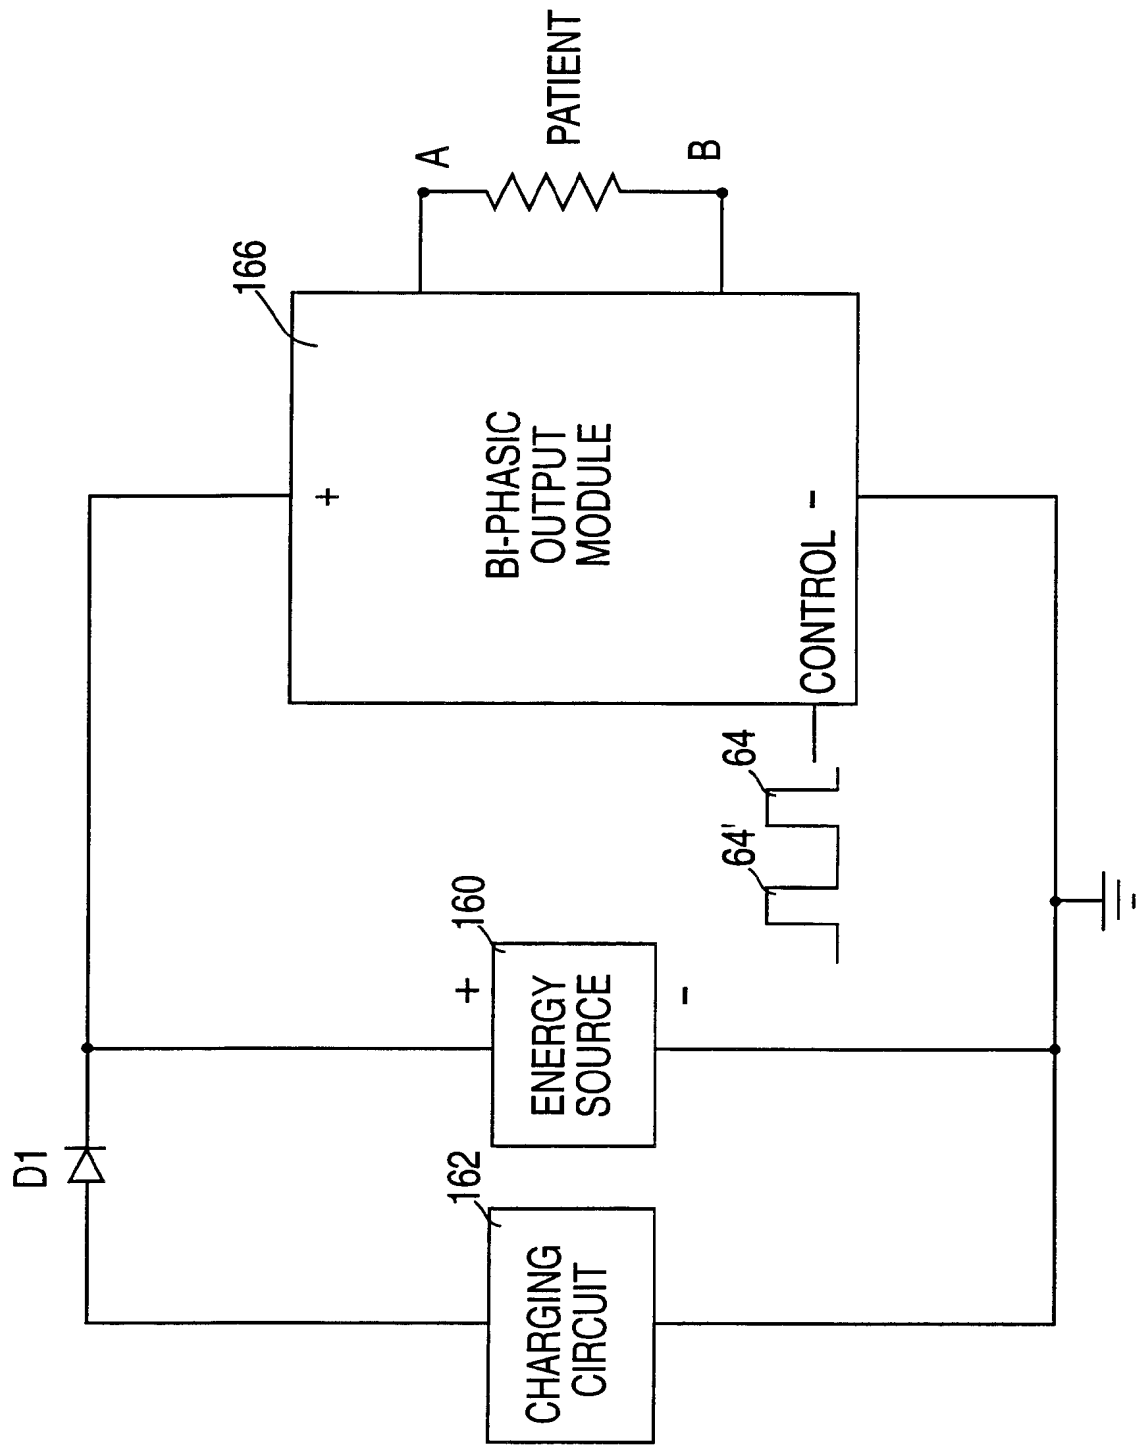 D1
166
+
BI-PHASIC
OUTPUT
MODULE
A
PATIENT
B
CONTROL -
162
CHARGING
CIRCUIT
160
+
ENERGY
SOURCE
-
64'
64